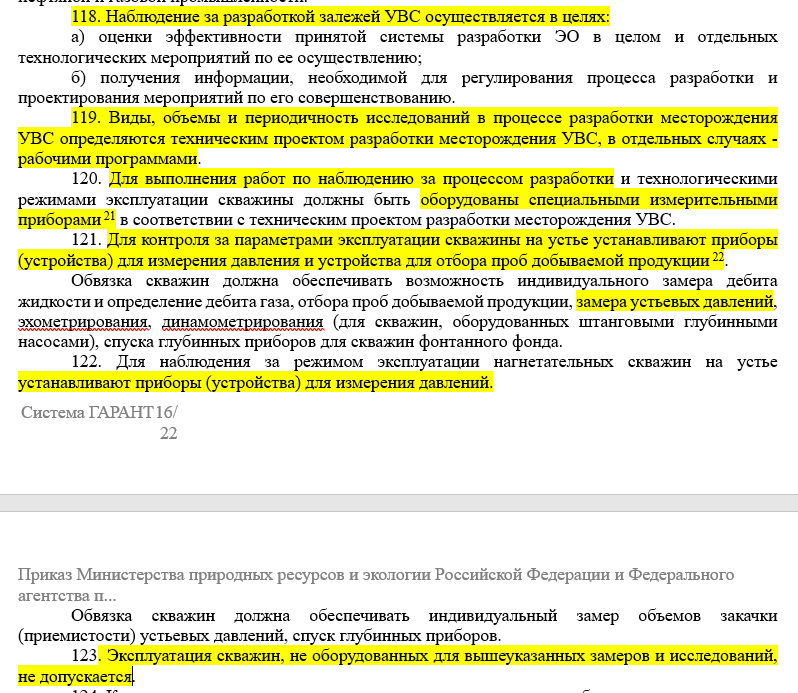 нефтяной и газовой промышленности.
118. Наблюдение за разработкой залежей УВС осуществляется в целях:
а) оценки эффективности принятой системы разработки ЭО в целом и отдельных
технологических мероприятий по ее осуществлению;
б) получения информации, необходимой для регулирования процесса разработки и
проектирования мероприятий по его совершенствованию.
119. Виды, объемы и периодичность исследований в процессе разработки месторождения
УВС определяются техническим проектом разработки месторождения УВС, в отдельных случаях -
рабочими программами.
120. Для выполнения работ по наблюдению за процессом разработки и технологическими
режимами эксплуатации скважины должны быть оборудованы специальными измерительными
приборами 21 в соответствии с техническим проектом разработки месторождения УВС.
121. Для контроля за параметрами эксплуатации скважины на устье устанавливают приборы
(устройства) для измерения давления и устройства для отбора проб добываемой продукции 22.
Обвязка скважин должна обеспечивать возможность индивидуального замера дебита
жидкости и определение дебита газа, отбора проб добываемой продукции, замера устьевых давлений,
эхометрирования, динамометрирования (для скважин, оборудованных штанговыми глубинными
насосами), спуска глубинных приборов для скважин фонтанного фонда.
122. Для наблюдения за режимом эксплуатации нагнетательных скважин на устье
устанавливают приборы (устройства) для измерения давлений.
Система ГАРАНТ16/
22
Приказ Министерства природных ресурсов и экологии Российской Федерации и Федерального
агентства п...
Обвязка скважин должна обеспечивать индивидуальный замер объемов закачки
(приемистости) устьевых давлений, спуск глубинных приборов.
123. Эксплуатация скважин, не оборудованных для вышеуказанных замеров и исследований,
не допускается.